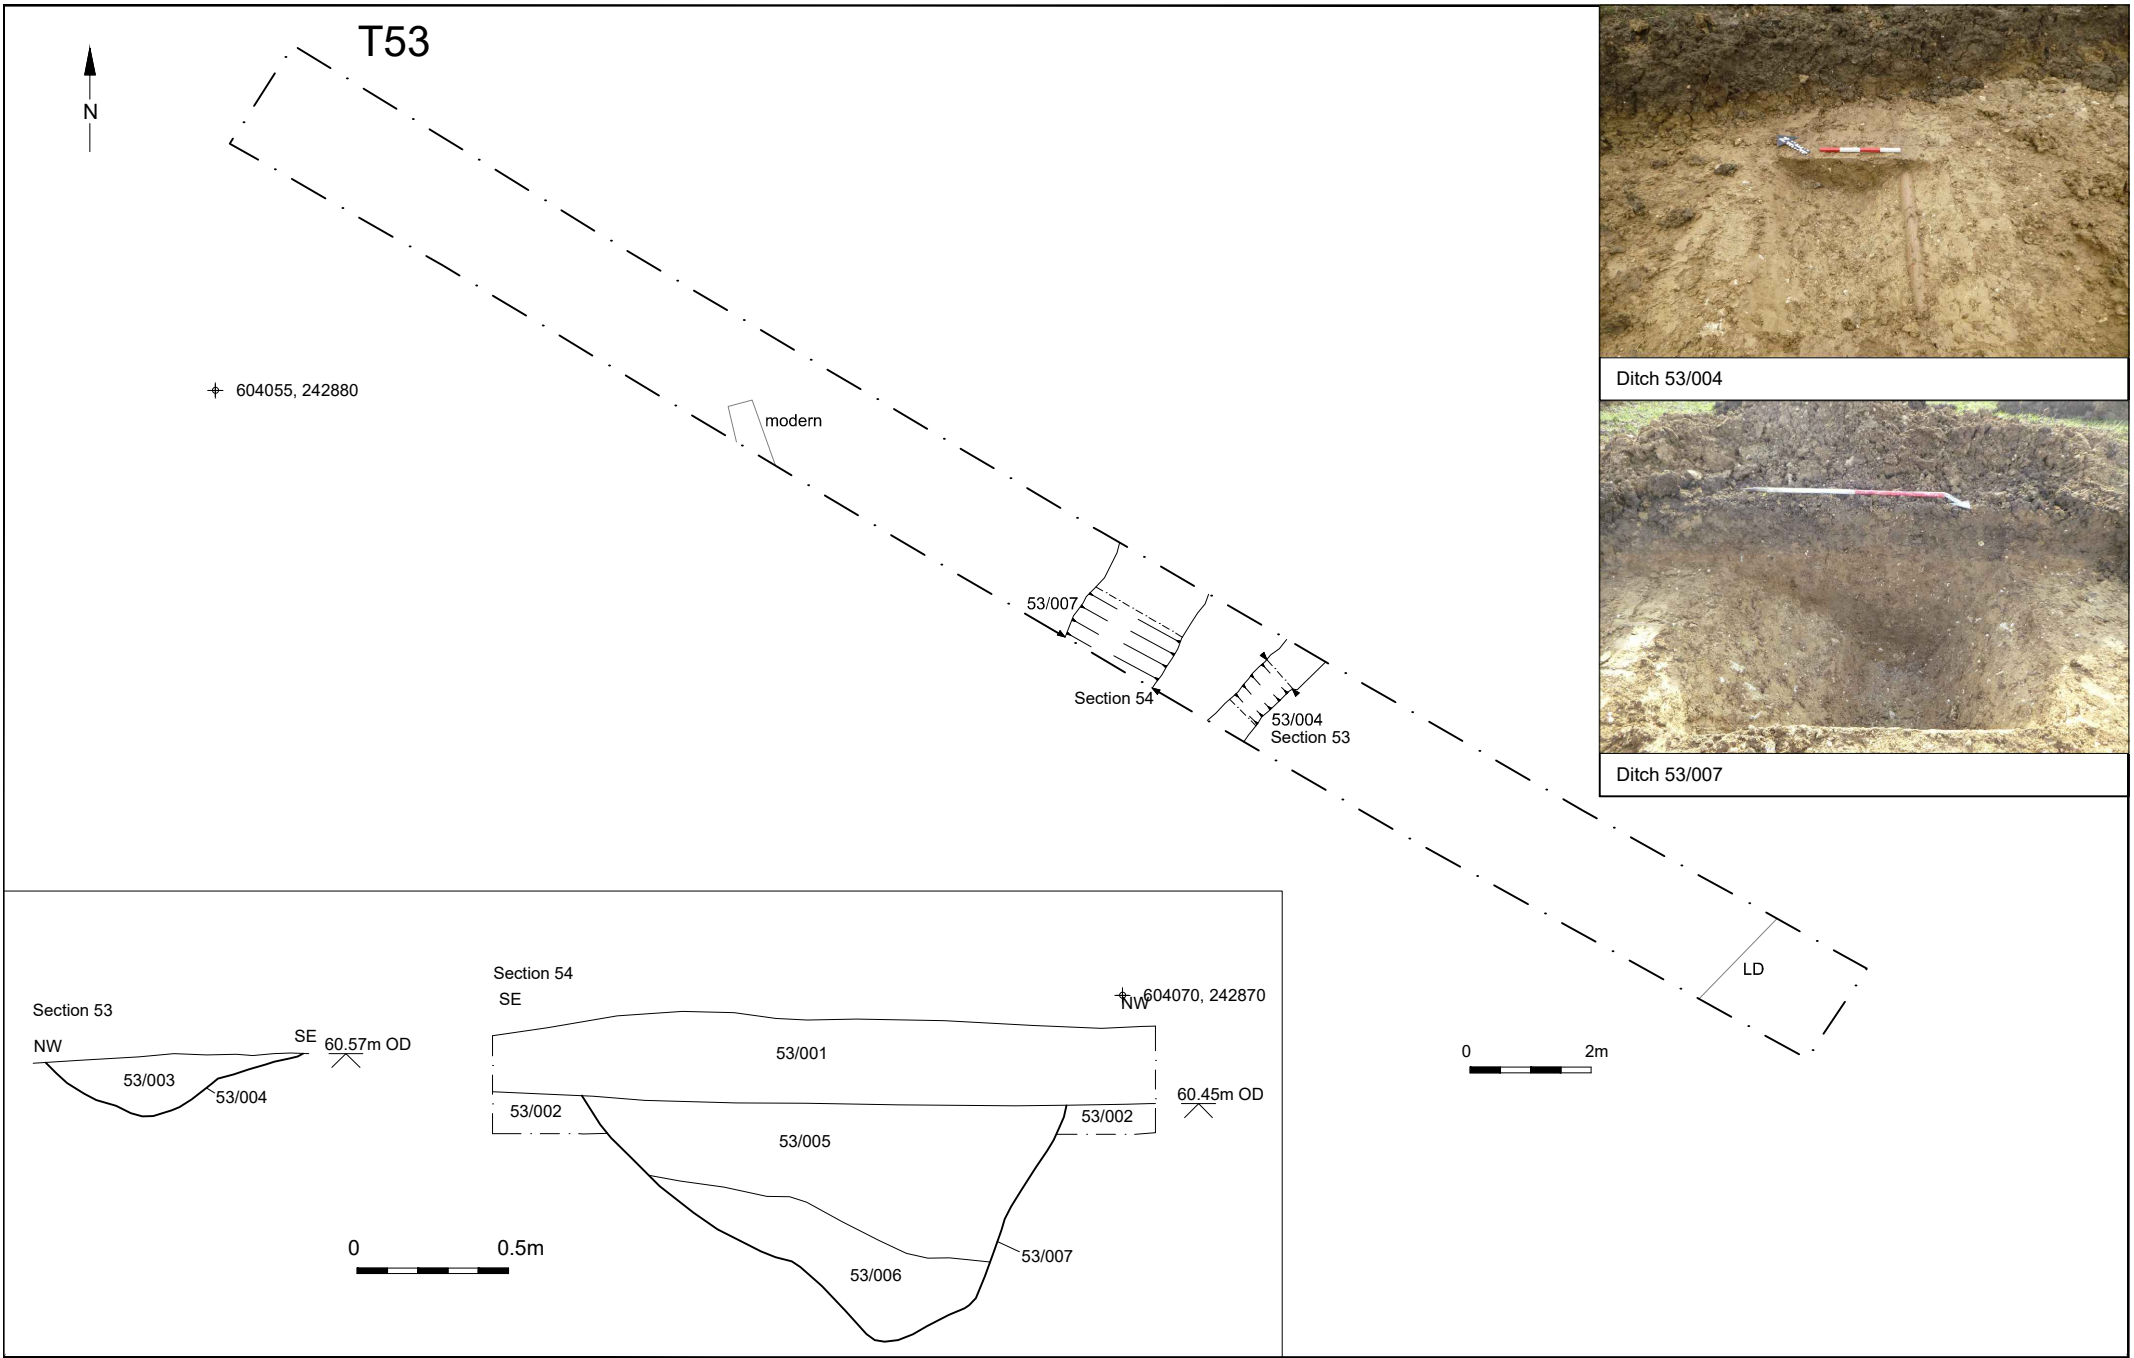 T53
N
604055, 242880
modern
53/007
Section 54
53/004
Section 53
LD
Ditch 53/004
Ditch 53/007
Section 53
NW
SE
60.57m OD
53/003
53/004
Section 54
SE
NW
604070, 242870
53/001
60.45m OD
53/002
53/002
53/005
53/007
53/006
0 0.5m
0 2m